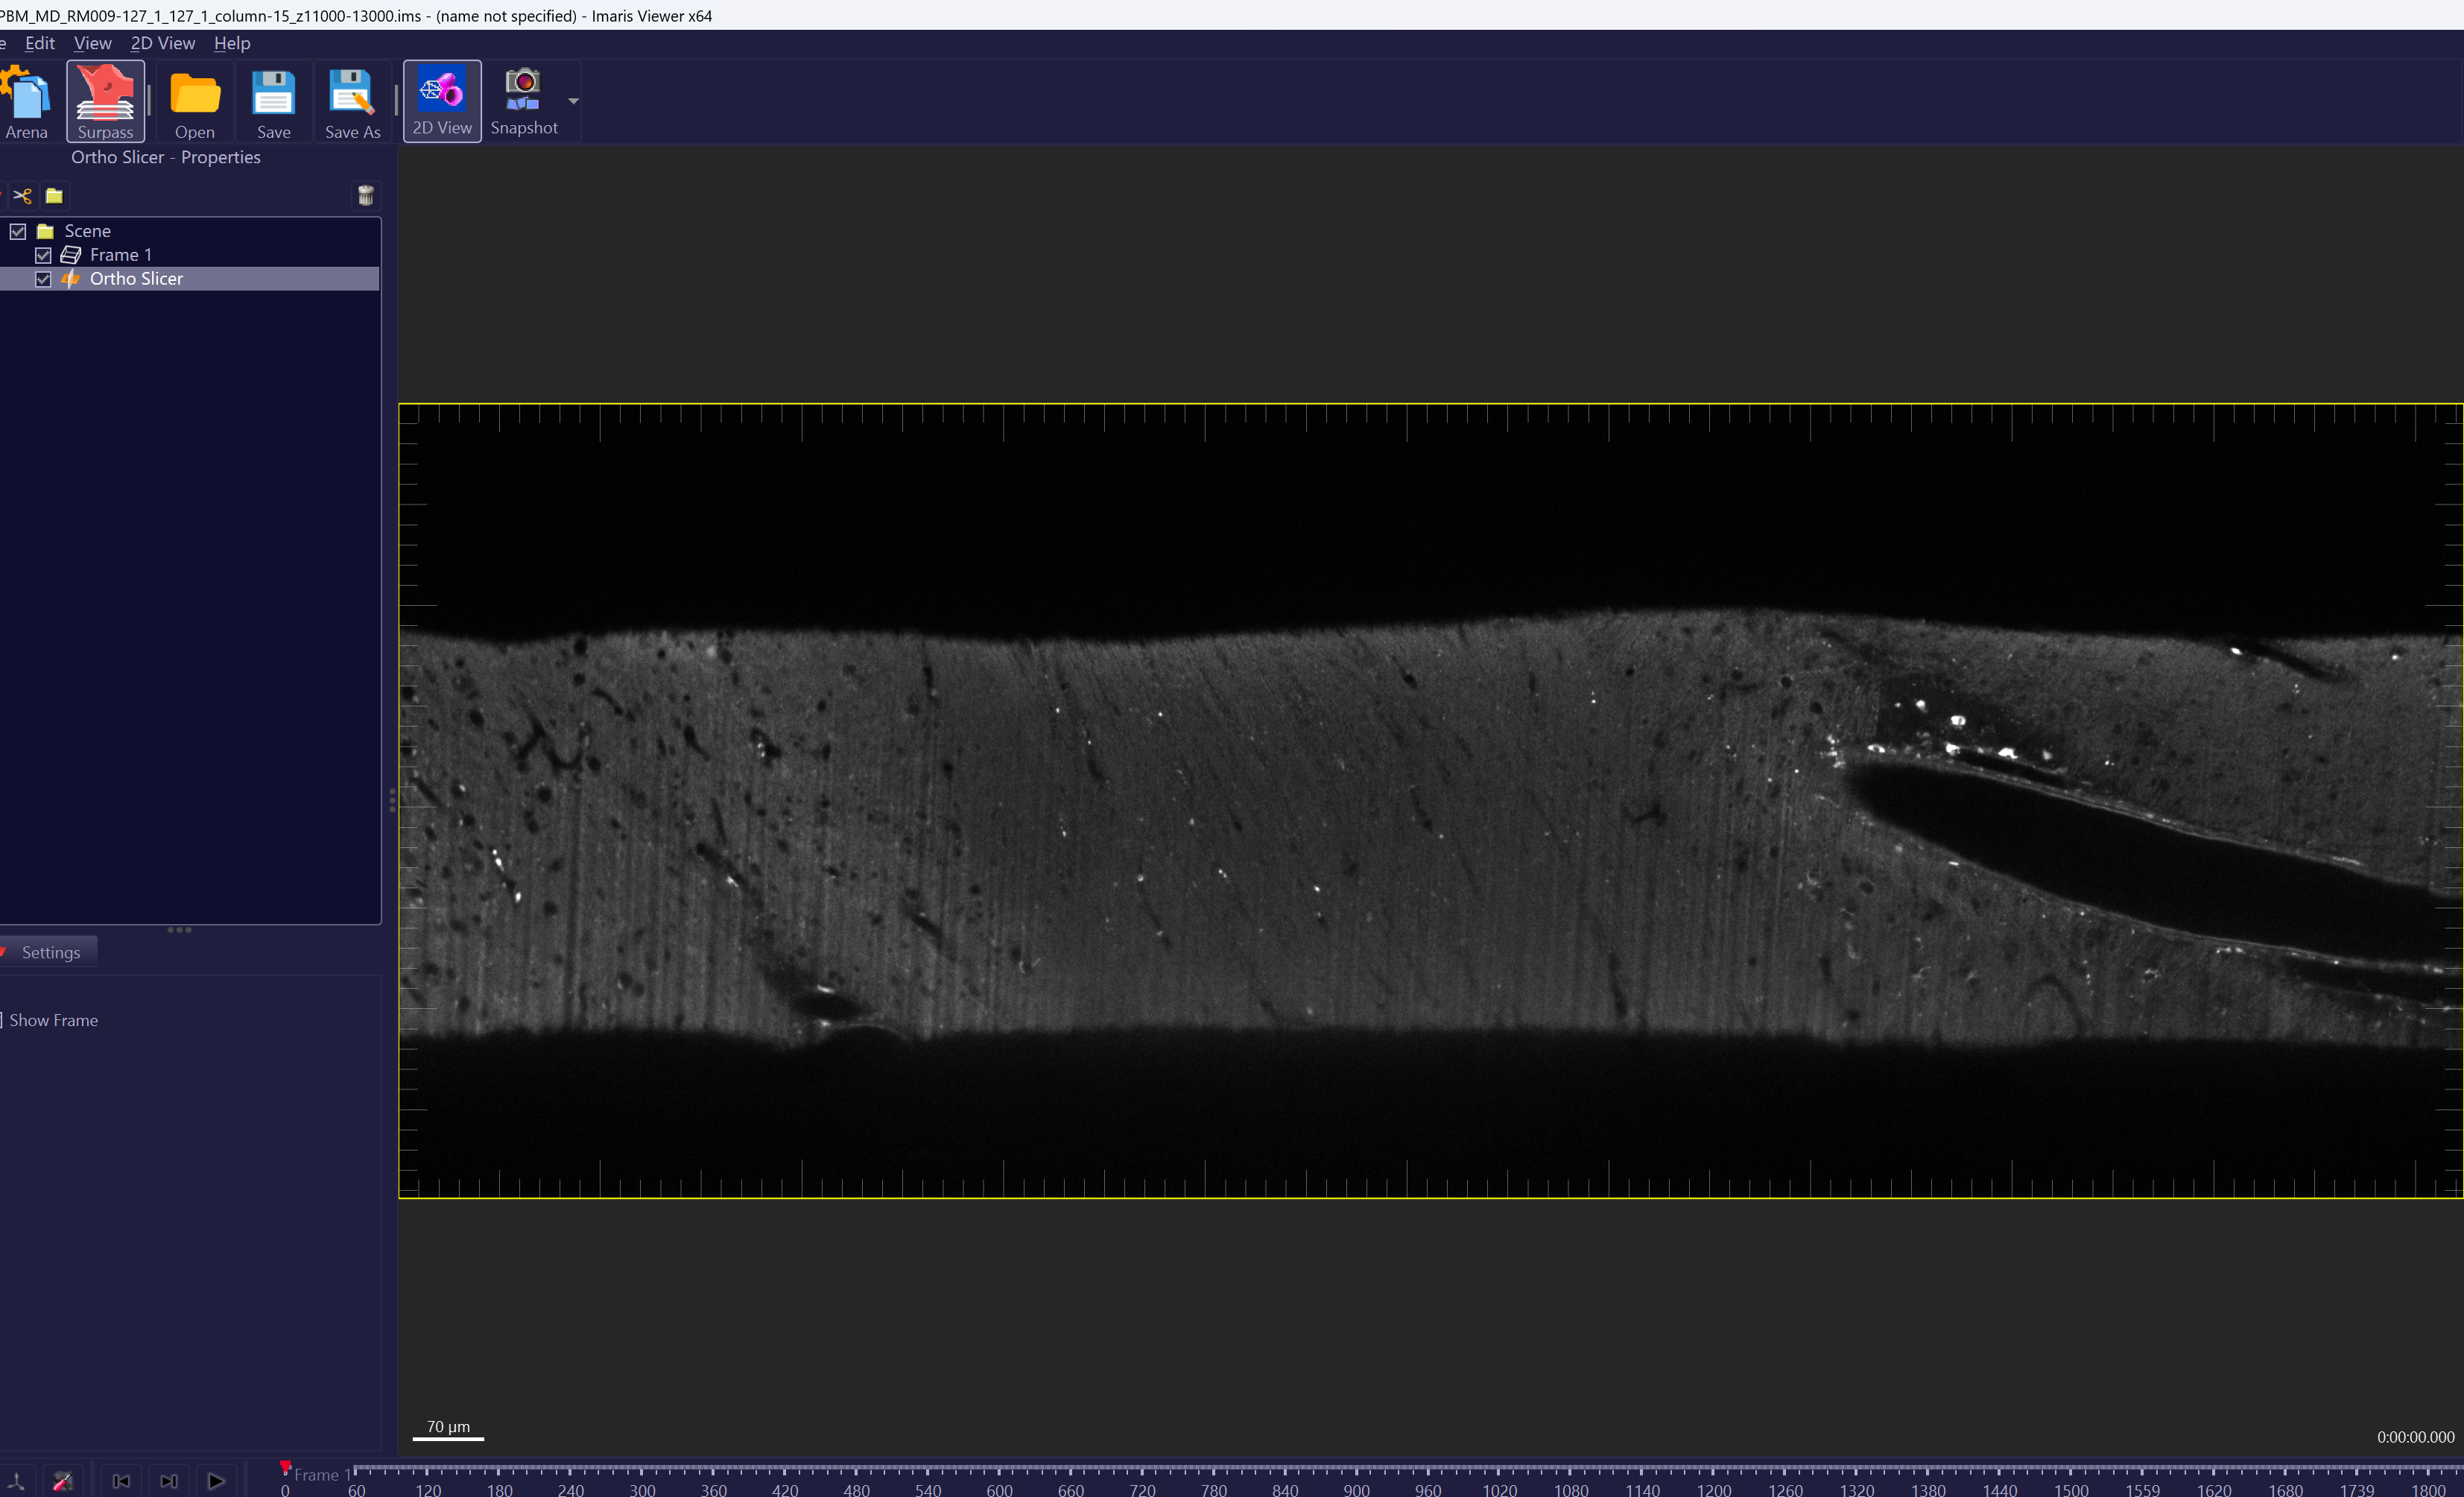 PBM_MD_RM009-127_1_127_1_column-15_z11000-13000.ims - (name not specified) - Imaris Viewer x64
e Edit View 2D View Help
Arena Surpass Open Save Save As 2D View Snapshot
Ortho Slicer - Properties
Scene
Frame 1
Ortho Slicer
Settings
Show Frame
70 µm
0:00:00.000
Frame 1
0 60 120 180 240 300 360 420 480 540 600 660 720 780 840 900 960 1020 1080 1140 1200 1260 1320 1380 1440 1500 1559 1620 1680 1739 1800